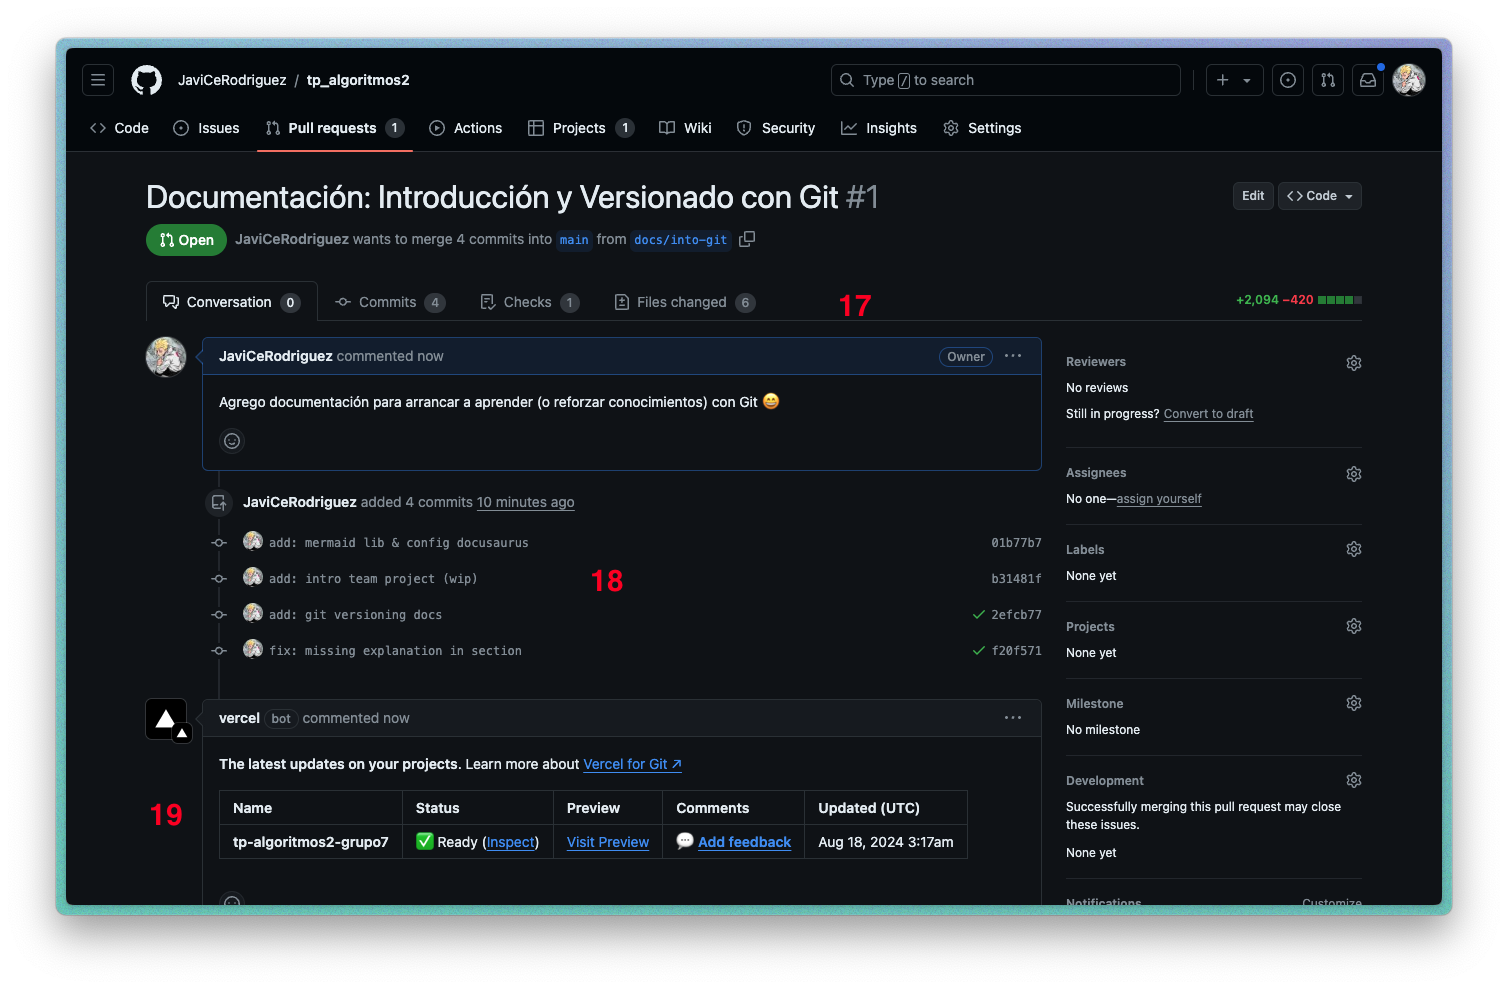 JaviCeRodriguez / tp_algoritmos2
Type / to search
Code
Issues
Pull requests 1
Actions
Projects 1
Wiki
Security
Insights
Settings
Documentación: Introducción y Versionado con Git #1
Edit
<> Code
Open
JaviCeRodriguez wants to merge 4 commits into main from docs/into-git
Conversation 0
Commits 4
Checks 1
Files changed 6
17
+2,094 −420
JaviCeRodriguez commented now
Owner
Agrego documentación para arrancar a aprender (o reforzar conocimientos) con Git 😄
JaviCeRodriguez added 4 commits 10 minutes ago
add: mermaid lib & config docusaurus 01b77b7
add: intro team project (wip) b31481f
18
add: git versioning docs 2efcb77
fix: missing explanation in section f20f571
vercel bot commented now
The latest updates on your projects. Learn more about Vercel for Git ↗
19
Name Status Preview Comments Updated (UTC)
tp-algoritmos2-grupo7 ✅ Ready (Inspect) Visit Preview 💬 Add feedback Aug 18, 2024 3:17am
Reviewers
No reviews
Still in progress? Convert to draft
Assignees
No one—assign yourself
Labels
None yet
Projects
None yet
Milestone
No milestone
Development
Successfully merging this pull request may close
these issues.
None yet
Notifications Customize